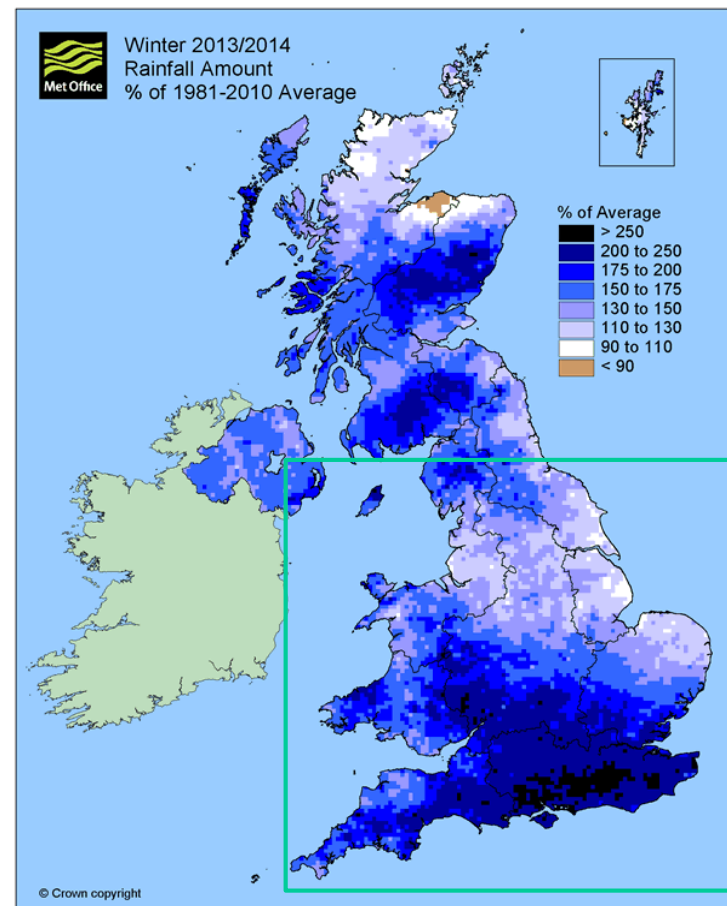 Met Office
Winter 2013/2014
Rainfall Amount
% of 1981-2010 Average
% of Average
> 250
200 to 250
175 to 200
150 to 175
130 to 150
110 to 130
90 to 110
< 90
© Crown copyright